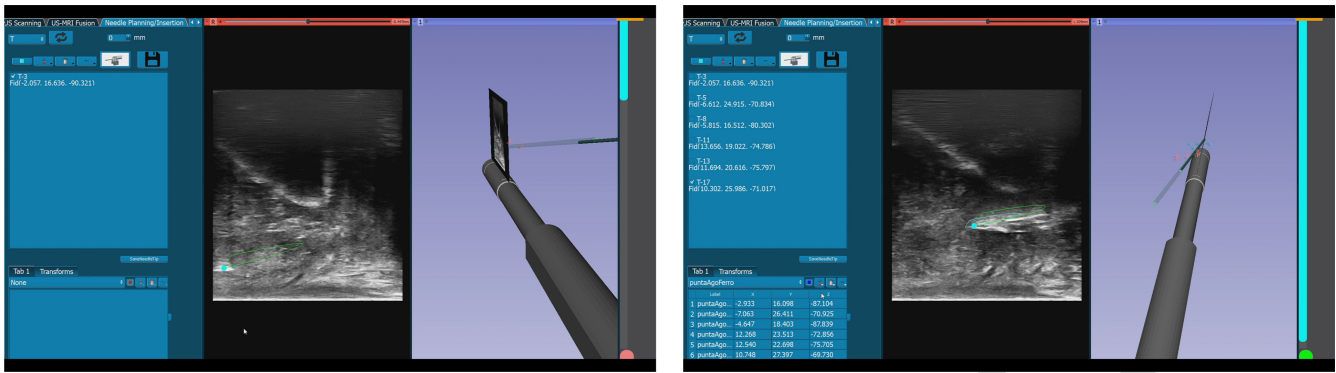 US Scanning US-MRI Fusion Needle Planning/Insertion
T 0 mm
T-3
Fid(-2.057, 16.636, -90.321)
SaveNeedleTip
Tab 1 Transforms
None
R
1
US Scanning US-MRI Fusion Needle Planning/Insertion
T 0 mm
T-3
Fid(-2.057, 16.636, -90.321)
T-5
Fid(-6.612, 24.915, -70.834)
T-8
Fid(-5.815, 16.512, -80.302)
T-11
Fid(13.656, 19.022, -74.786)
T-13
Fid(11.694, 20.616, -75.797)
T-17
Fid(10.302, 25.986, -71.017)
SaveNeedleTip
Tab 1 Transforms
puntaAgoFerro
Label X Y Z
1 puntaAgo... -2.933 16.098 -87.104
2 puntaAgo... -7.063 26.411 -70.925
3 puntaAgo... -4.647 18.403 -87.839
4 puntaAgo... 12.268 23.513 -72.856
5 puntaAgo... 12.540 22.698 -75.705
6 puntaAgo... 10.748 27.397 -69.730
R
1